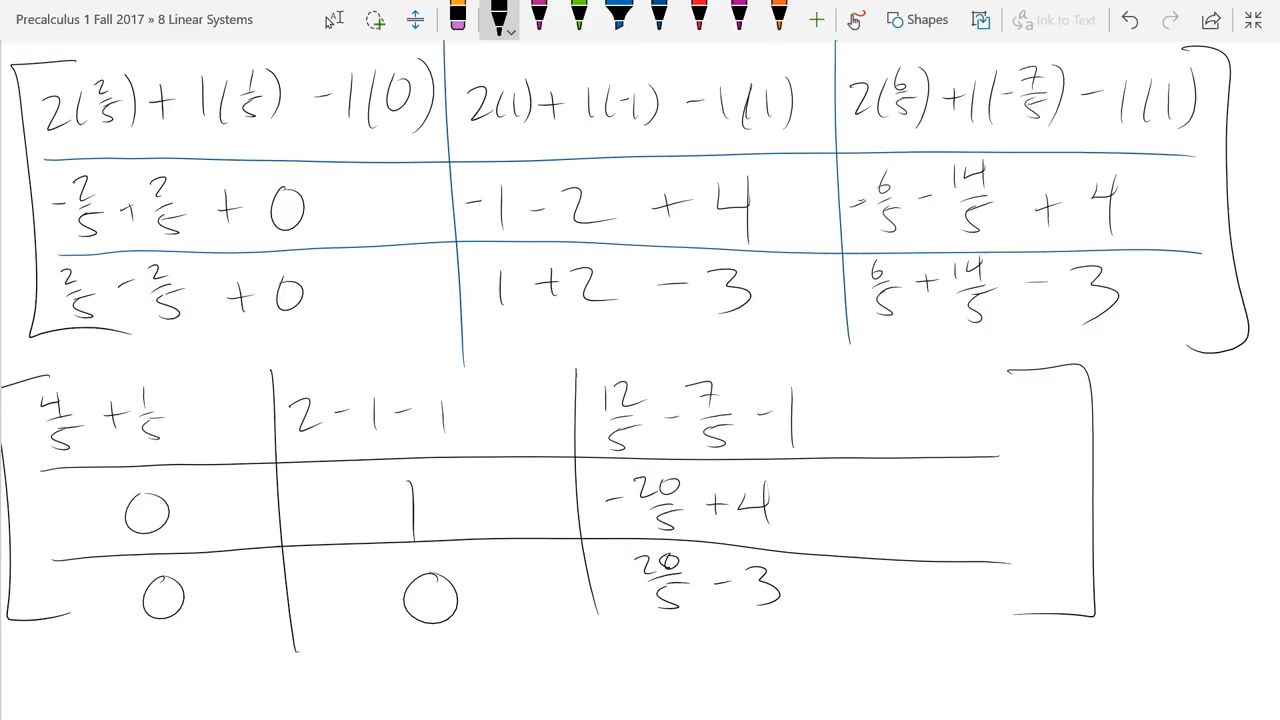 Precalculus 1 Fall 2017 » 8 Linear Systems
Shapes
Ink to Text
2(2/5) + 1(1/5) - 1(0) 2(1) + 1(-1) - 1(1) 2(6/5) + 1(-7/5) - 1(1)
-2/5 + 2/5 + 0 -1 - 2 + 4 -6/5 - 14/5 + 4
2/5 - 2/5 + 0 1 + 2 - 3 6/5 + 14/5 - 3
4/5 + 1/5 2 - 1 - 1 12/5 - 7/5 - 1
0 1 -20/5 + 4
0 0 20/5 - 3